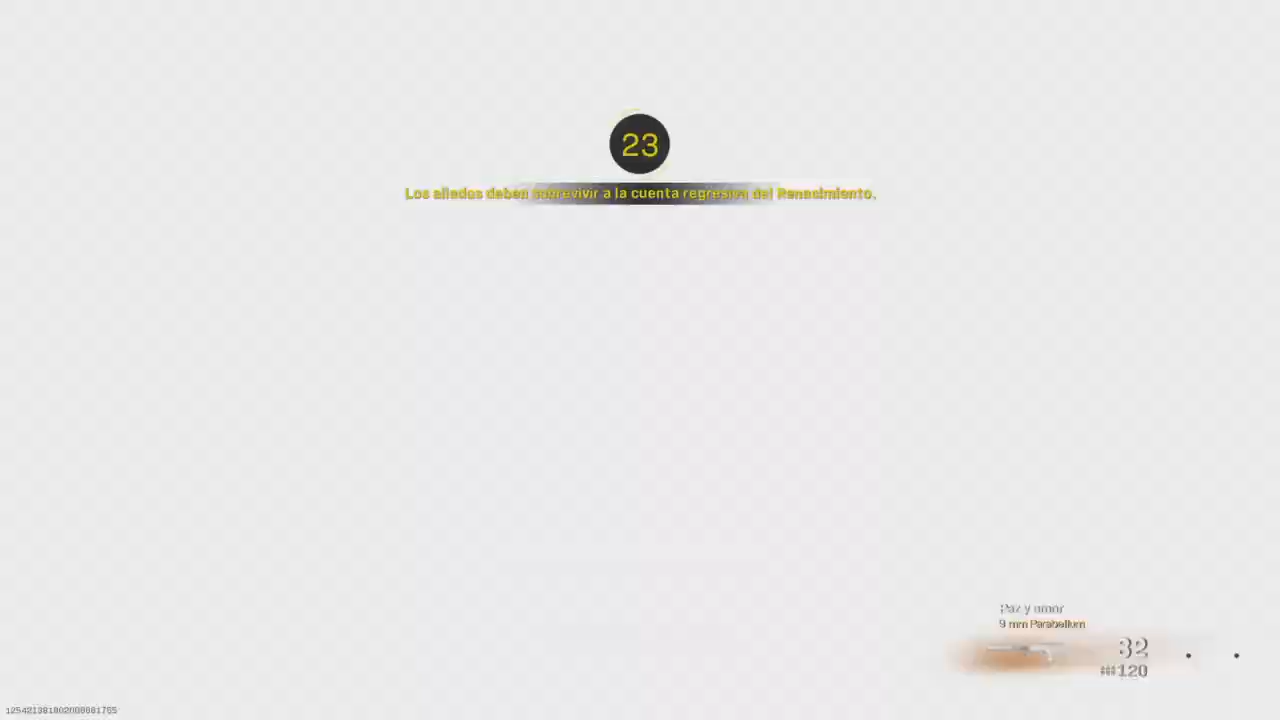 23
Los aliados deben sobrevivir a la cuenta regresiva del Renacimiento.
Paz y amor
9 mm Parabellum
32
120